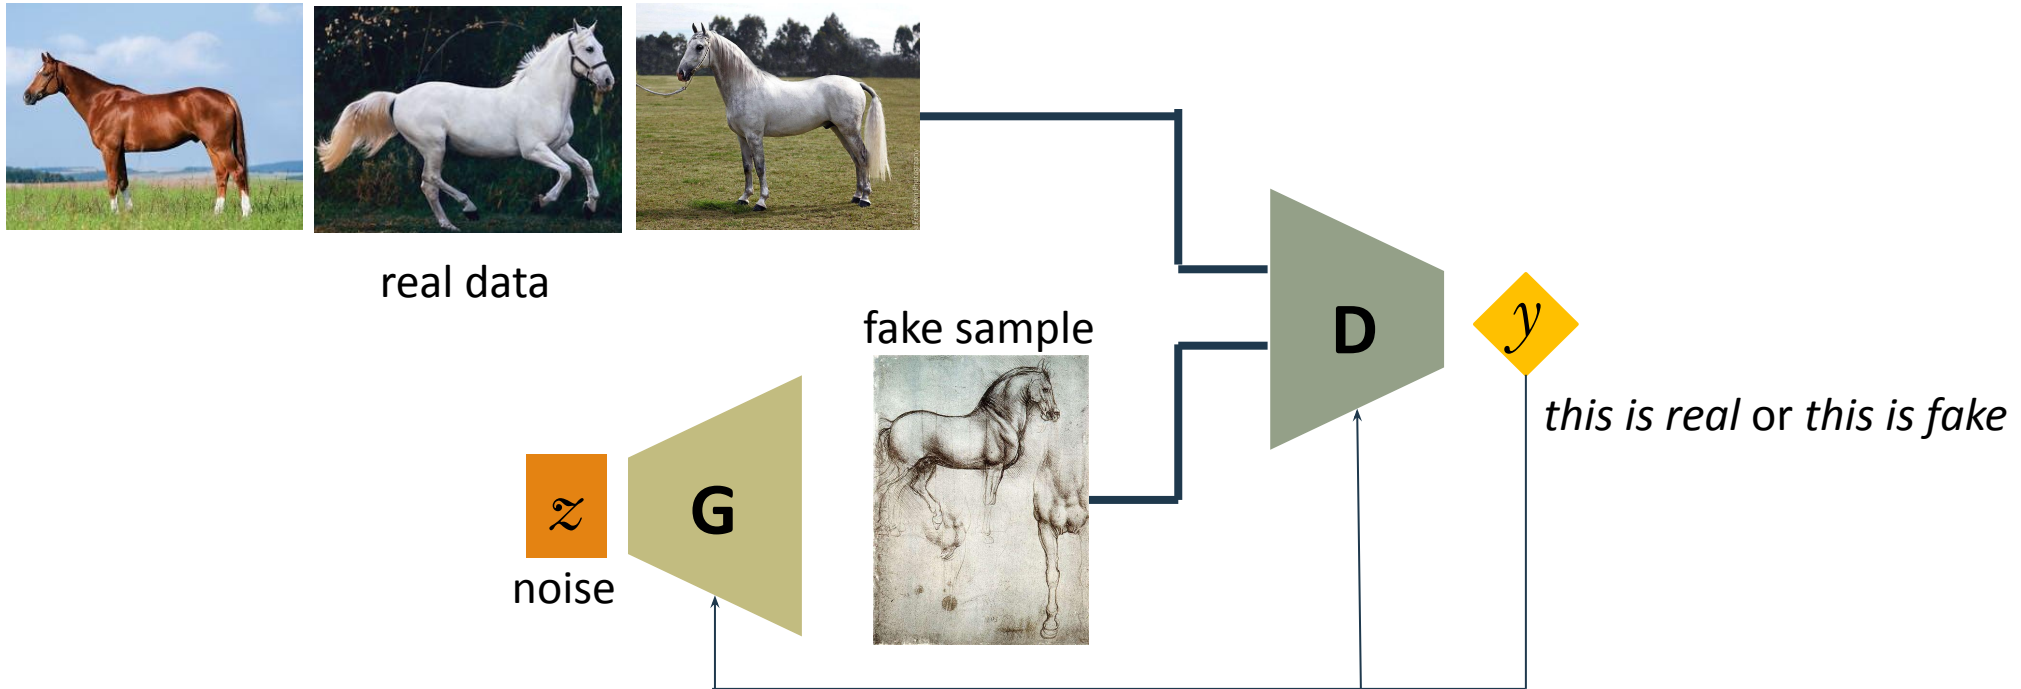 real data
fake sample
D
y
this is real or this is fake
G
z
noise